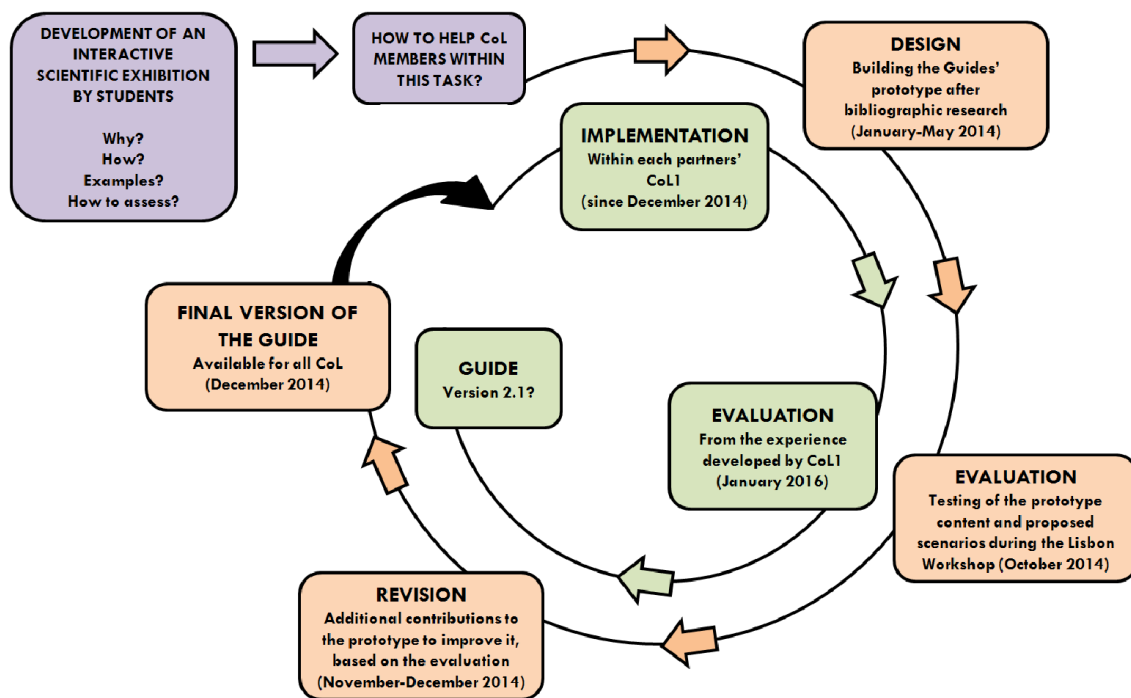 DEVELOPMENT OF AN
INTERACTIVE
SCIENTIFIC EXHIBITION
BY STUDENTS
Why?
How?
Examples?
How to assess?
HOW TO HELP CoL
MEMBERS WITHIN
THIS TASK?
DESIGN
Building the Guides'
prototype after
bibliographic research
(January-May 2014)
EVALUATION
Testing of the prototype
content and proposed
scenarios during the Lisbon
Workshop (October 2014)
REVISION
Additional contributions to
the prototype to improve it,
based on the evaluation
(November-December 2014)
FINAL VERSION OF
THE GUIDE
Available for all CoL
(December 2014)
IMPLEMENTATION
Within each partners'
CoL1
(since December 2014)
EVALUATION
From the experience
developed by CoL1
(January 2016)
GUIDE
Version 2.1?